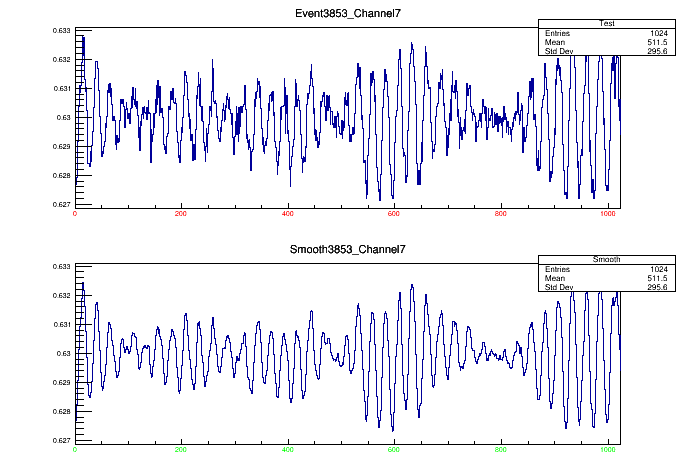 Event3853_Channel7
Test
Entries 1024
Mean 511.5
Std Dev 295.6
0.633
0.632
0.631
0.63
0.629
0.628
0.627
0 200 400 600 800 1000
Smooth3853_Channel7
Smooth
Entries 1024
Mean 511.5
Std Dev 295.6
0.633
0.632
0.631
0.63
0.629
0.628
0.627
0 200 400 600 800 1000